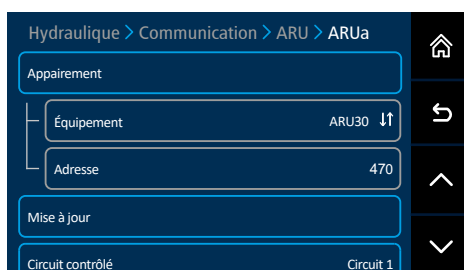 Hydraulique > Communication > ARU > ARUa
Appairement
Équipement ARU30
Adresse 470
Mise à jour
Circuit contrôlé Circuit 1